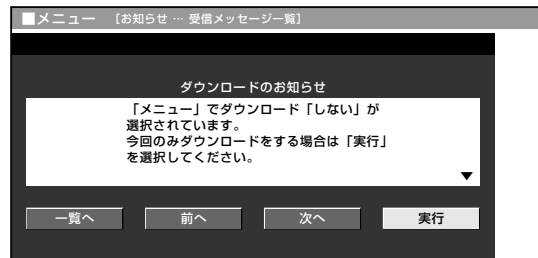 ■メニュー [お知らせ … 受信メッセージ一覧]
ダウンロードのお知らせ
「メニュー」でダウンロード「しない」が
選択されています。
今回のみダウンロードをする場合は「実行」
を選択してください。
▼
一覧へ 前へ 次へ 実行